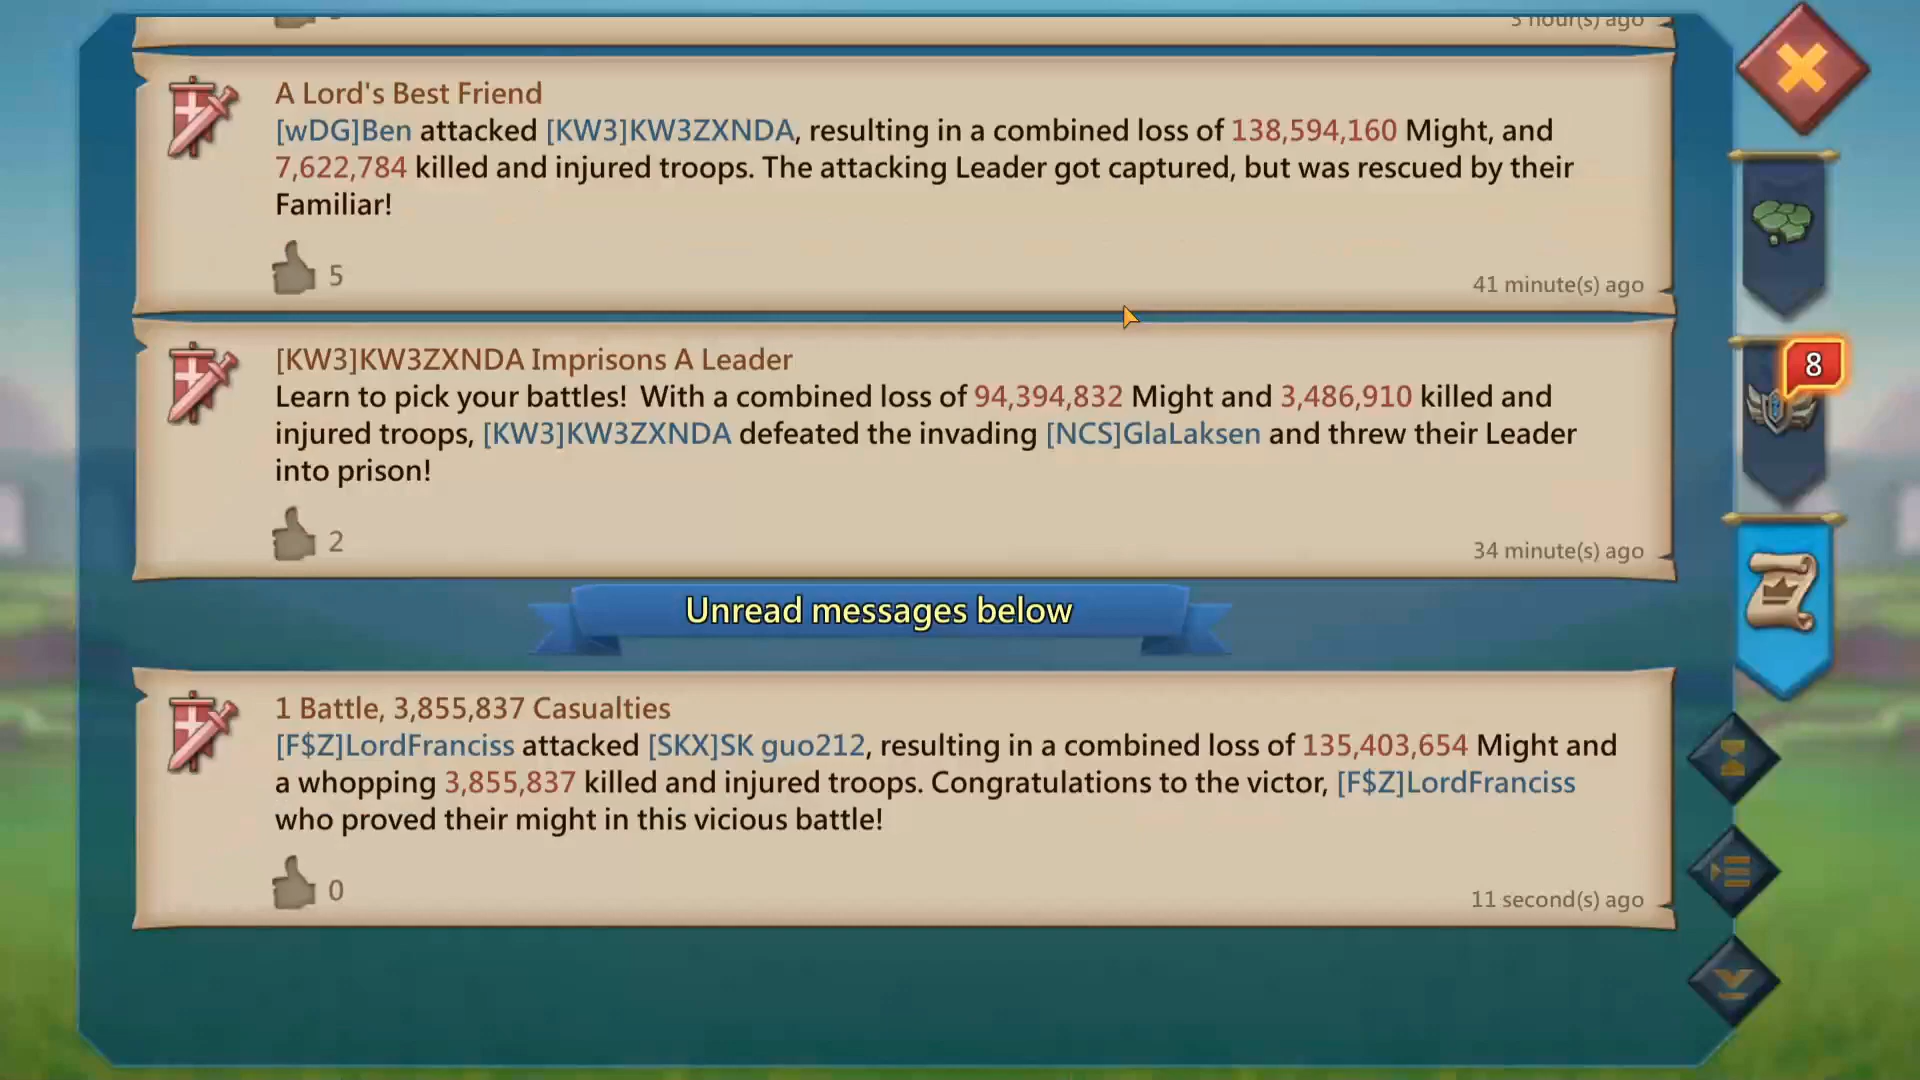 3 hour(s) ago
A Lord's Best Friend
[wDG]Ben attacked [KW3]KW3ZXNDA, resulting in a combined loss of 138,594,160 Might, and
7,622,784 killed and injured troops. The attacking Leader got captured, but was rescued by their
Familiar!
5
41 minute(s) ago
[KW3]KW3ZXNDA Imprisons A Leader
Learn to pick your battles! With a combined loss of 94,394,832 Might and 3,486,910 killed and
injured troops, [KW3]KW3ZXNDA defeated the invading [NCS]GlaLaksen and threw their Leader
into prison!
2
34 minute(s) ago
8
Unread messages below
1 Battle, 3,855,837 Casualties
[F$Z]LordFranciss attacked [SKX]SK guo212, resulting in a combined loss of 135,403,654 Might and
a whopping 3,855,837 killed and injured troops. Congratulations to the victor, [F$Z]LordFranciss
who proved their might in this vicious battle!
0
11 second(s) ago